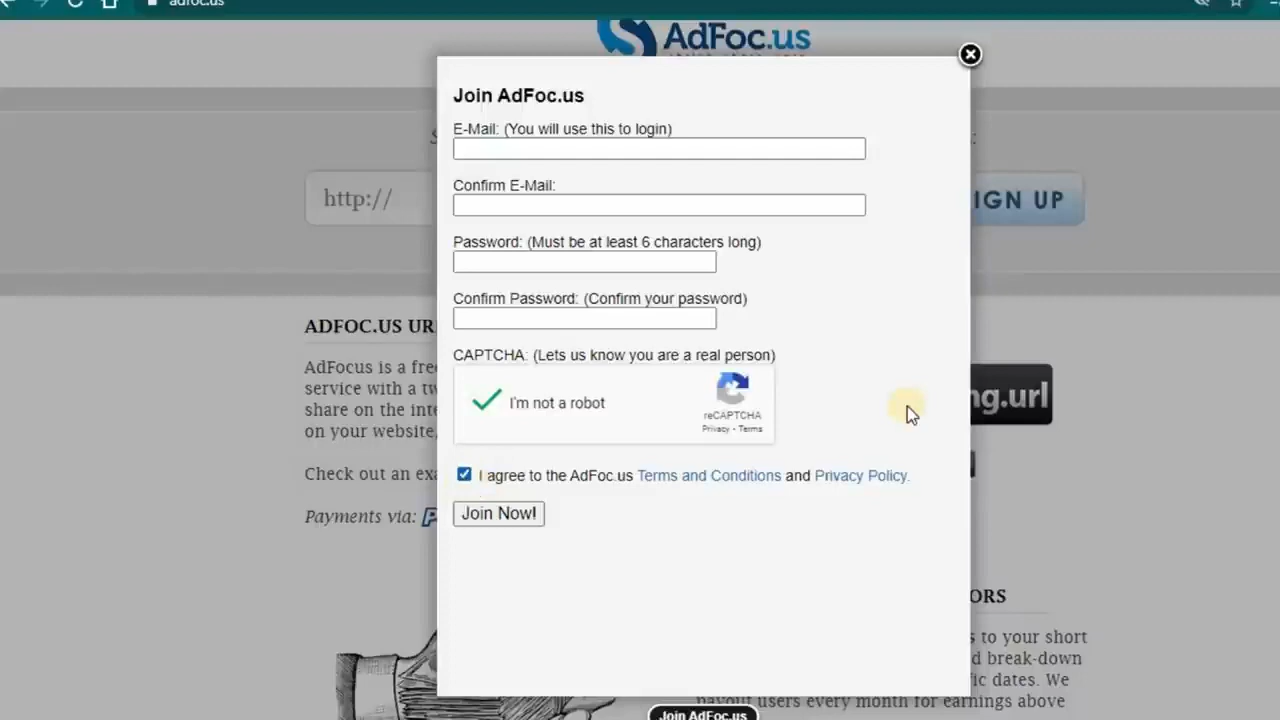 adfoc.us
AdFoc.us
Join AdFoc.us
E-Mail: (You will use this to login)
Confirm E-Mail:
http://
IGN UP
Password: (Must be at least 6 characters long)
Confirm Password: (Confirm your password)
ADFOC.US UR
CAPTCHA: (Lets us know you are a real person)
AdFocus is a fre
service with a tw
share on the inte
on your website,
I'm not a robot
reCAPTCHA
Privacy - Terms
ng.url
Check out an exa
I agree to the AdFoc.us Terms and Conditions and Privacy Policy.
Payments via: P
Join Now!
ORS
s to your short
d break-down
fic dates. We
payout users every month for earnings above
Join AdFoc.us